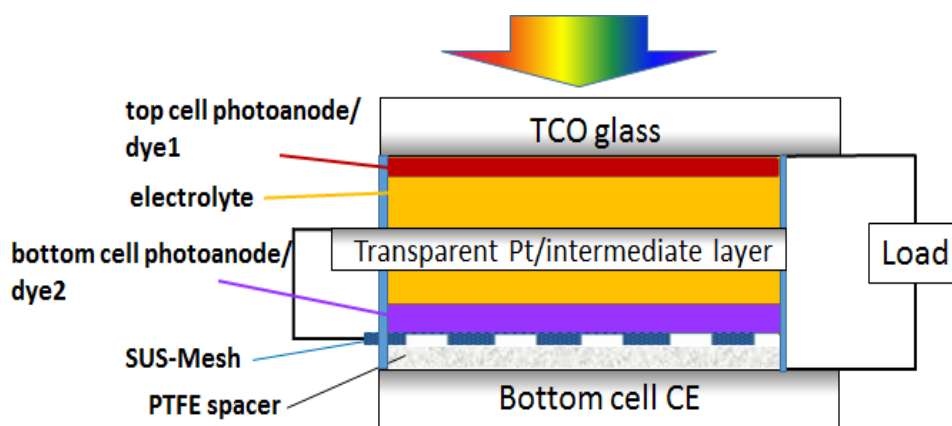 top cell photoanode/
dye1
TCO glass
electrolyte
Transparent Pt/intermediate layer
Load
bottom cell photoanode/
dye2
SUS-Mesh
PTFE spacer
Bottom cell CE